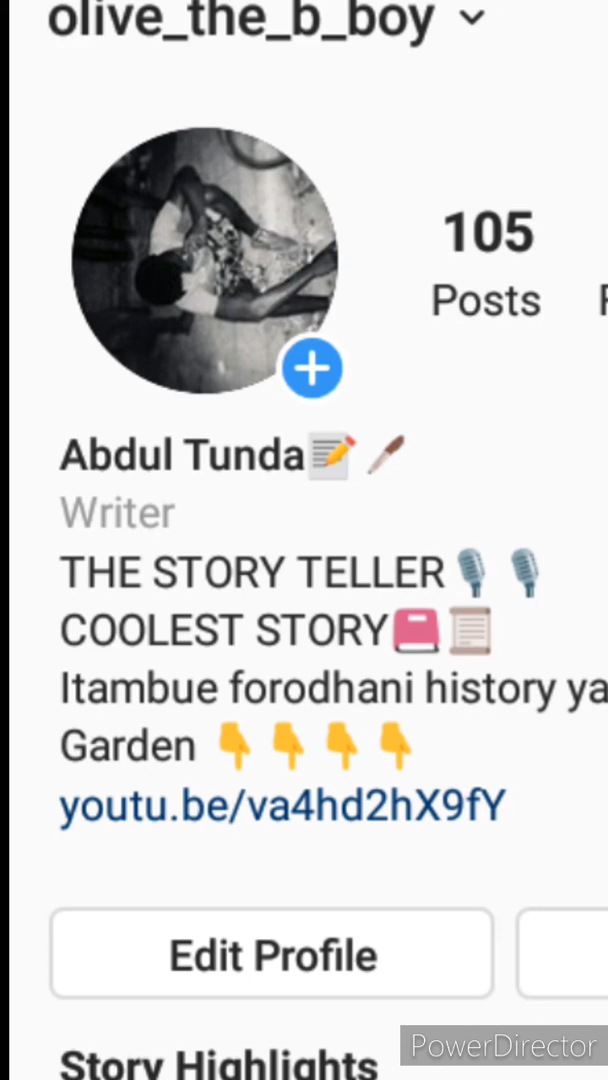 olive_the_b_boy
105
Posts
Abdul Tunda
Writer
THE STORY TELLER
COOLEST STORY
Itambue forodhani history ya
Garden
youtu.be/va4hd2hX9fY
Edit Profile
Story Highlights
PowerDirector